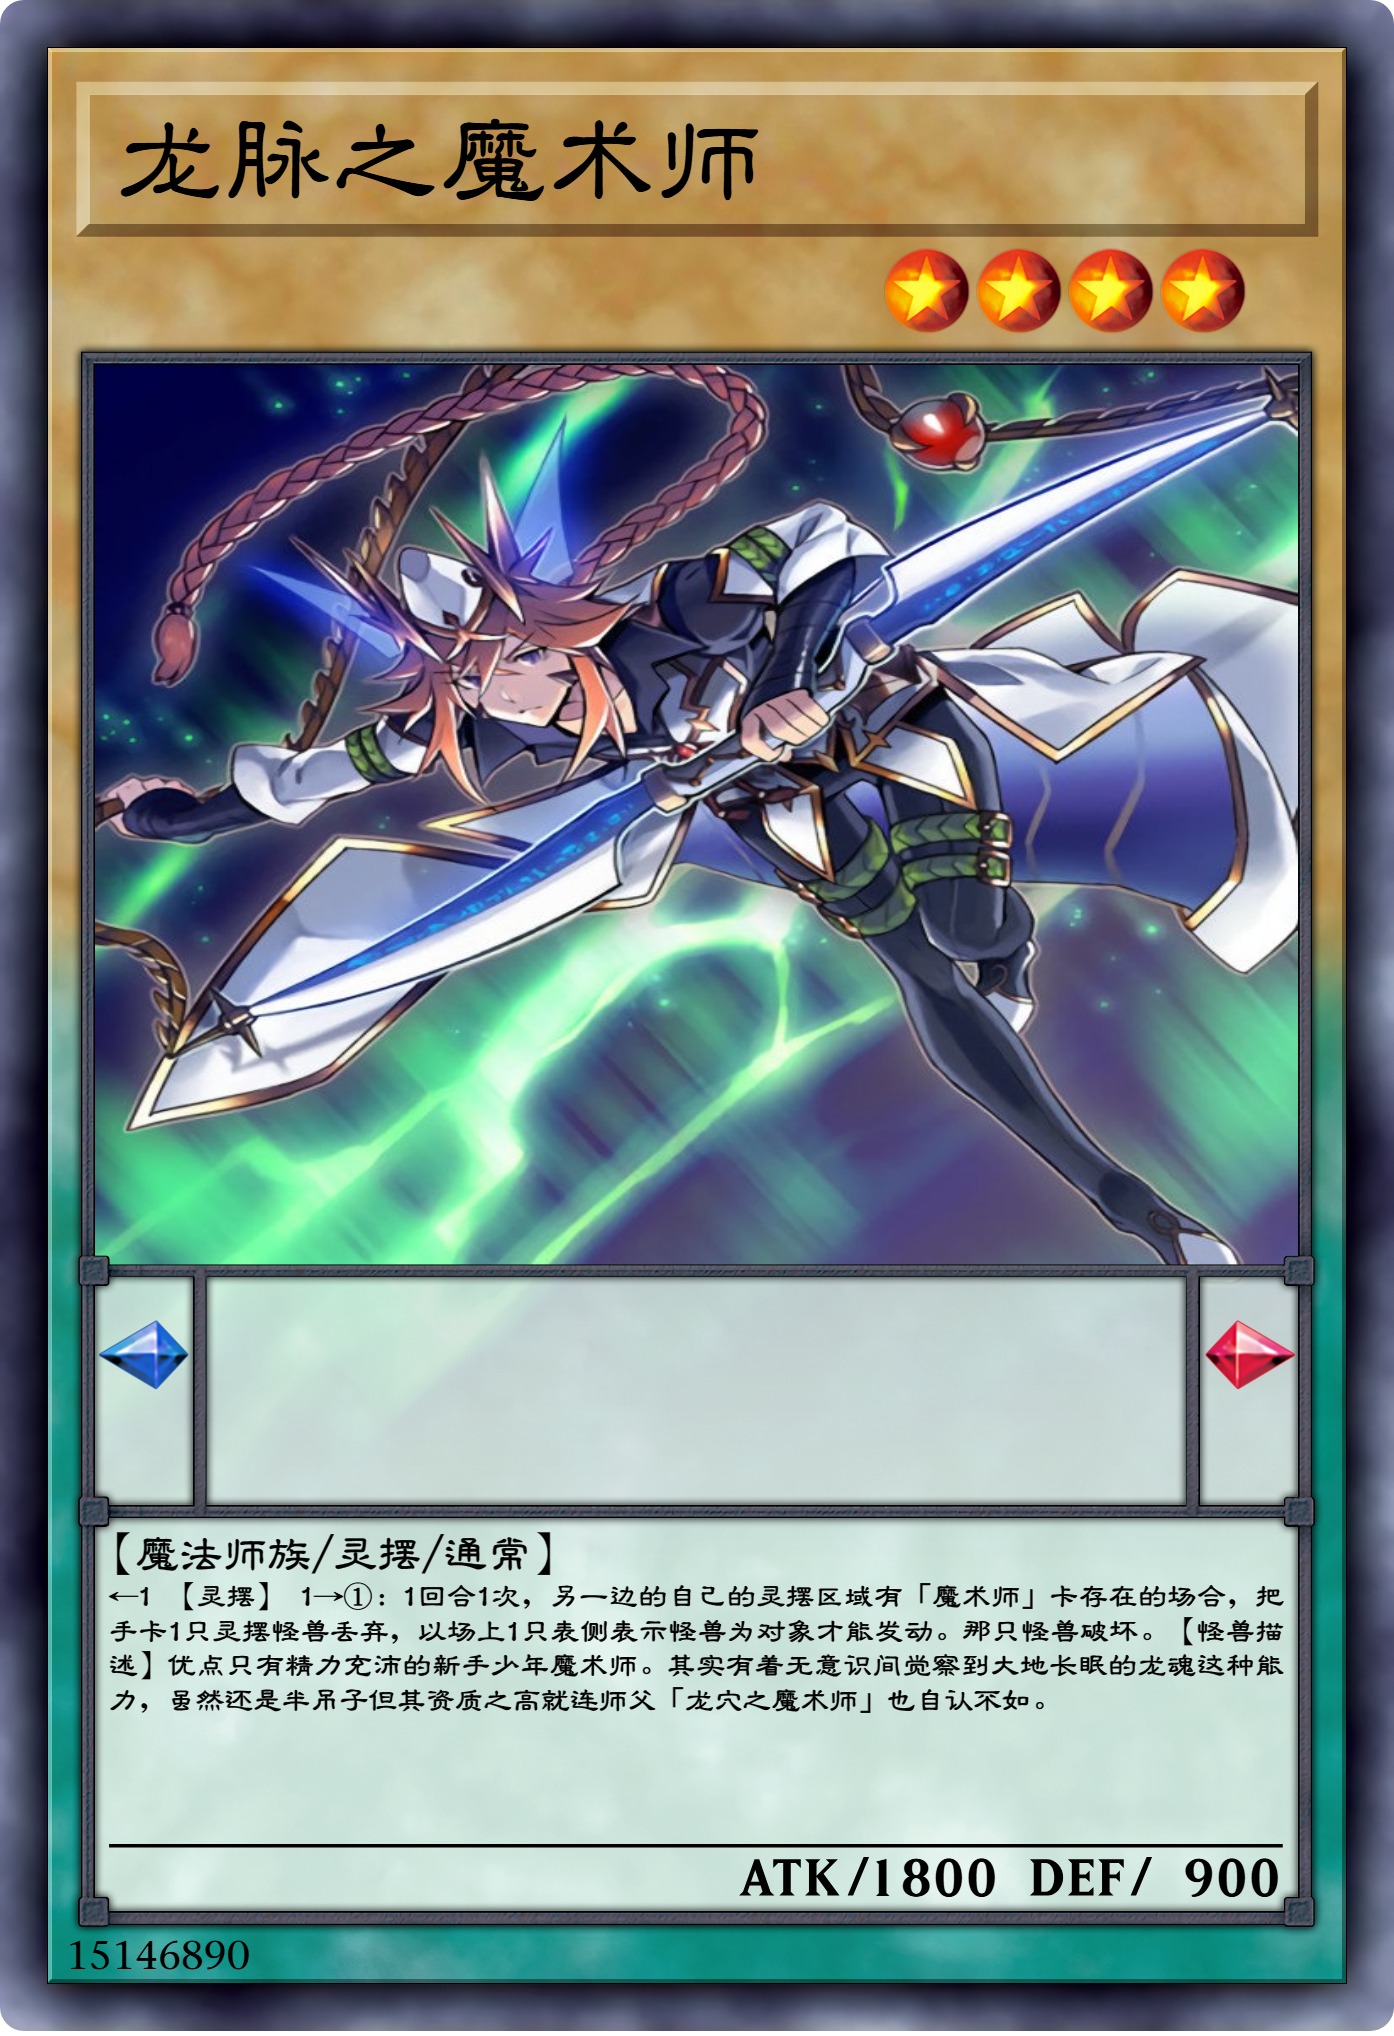 龙脉之魔术师
【魔法师族/灵摆/通常】
←1 【灵摆】 1→①：1回合1次，另一边的自己的灵摆区域有「魔术师」卡存在的场合，把
手卡1只灵摆怪兽丢弃，以场上1只表侧表示怪兽为对象才能发动。那只怪兽破坏。【怪兽描
述】优点只有精力充沛的新手少年魔术师。其实有着无意识间觉察到大地长眠的龙魂这种能
力，虽然还是半吊子但其资质之高就连师父「龙穴之魔术师」也自认不如。
ATK/1800 DEF/ 900
15146890